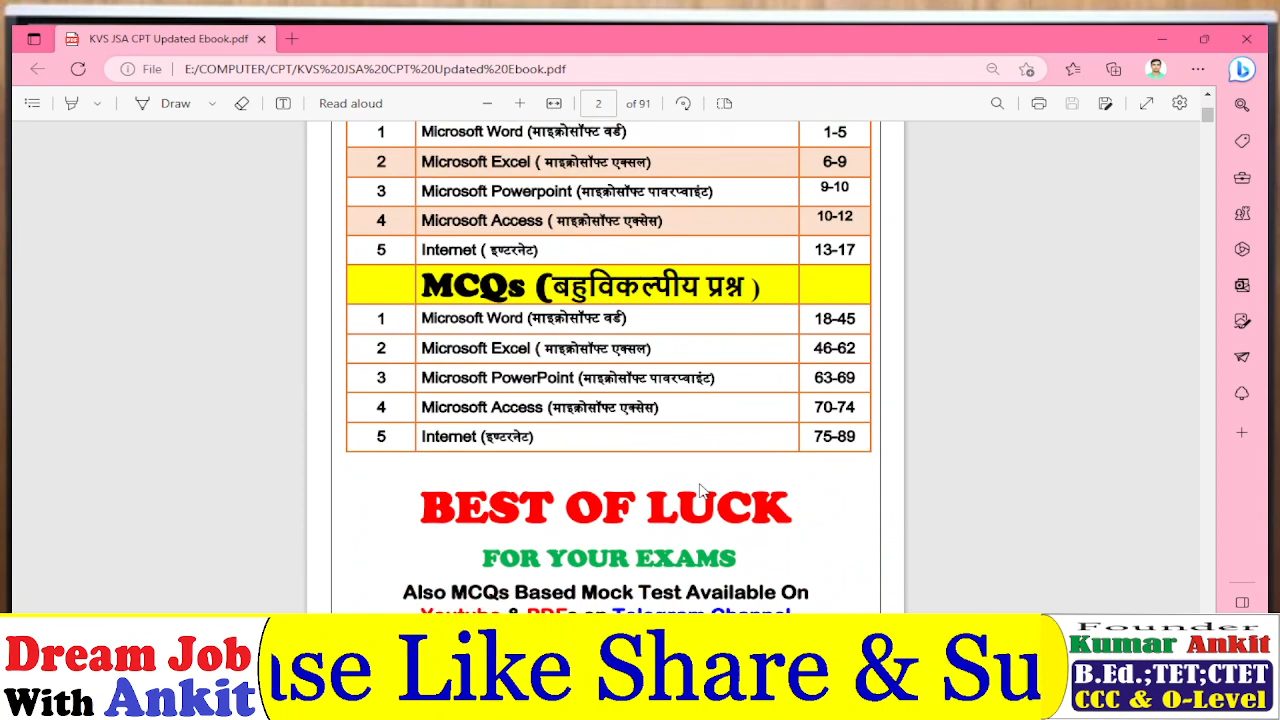 KVS JSA CPT Updated Ebook.pdf
File E:/COMPUTER/CPT/KVS%20JSA%20CPT%20Updated%20Ebook.pdf
Draw Read aloud 2 of 91
1 Microsoft Word (माइक्रोसॉफ्ट वर्ड) 1-5
2 Microsoft Excel ( माइक्रोसॉफ्ट एक्सल) 6-9
3 Microsoft Powerpoint (माइक्रोसॉफ्ट पावरप्वाइंट) 9-10
4 Microsoft Access ( माइक्रोसॉफ्ट एक्सेस) 10-12
5 Internet ( इण्टरनेट) 13-17
MCQs (बहुविकल्पीय प्रश्न )
1 Microsoft Word (माइक्रोसॉफ्ट वर्ड) 18-45
2 Microsoft Excel ( माइक्रोसॉफ्ट एक्सल) 46-62
3 Microsoft PowerPoint (माइक्रोसॉफ्ट पावरप्वाइंट) 63-69
4 Microsoft Access (माइक्रोसॉफ्ट एक्सेस) 70-74
5 Internet (इण्टरनेट) 75-89
BEST OF LUCK
FOR YOUR EXAMS
Also MCQs Based Mock Test Available On
Youtube & PDFs on Telegram Channel
Dream Job
With Ankit
ase Like Share & Su
Founder
Kumar Ankit
B.Ed.;TET;CTET
CCC & O-Level